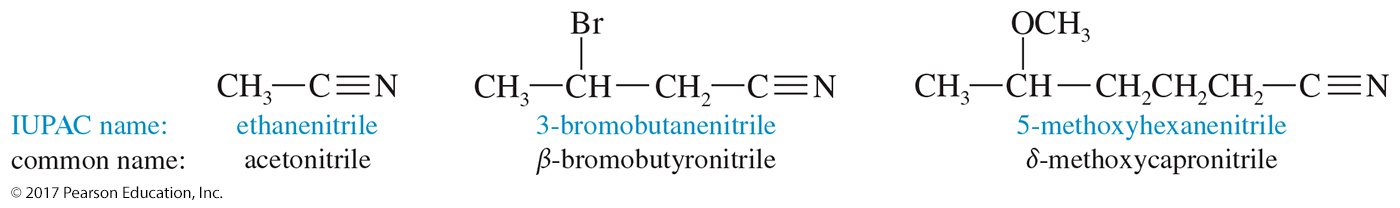 Br OCH₃
CH₃—C≡N CH₃—CH—CH₂—C≡N CH₃—CH—CH₂CH₂CH₂—C≡N
IUPAC name: ethanenitrile 3-bromobutanenitrile 5-methoxyhexanenitrile
common name: acetonitrile β-bromobutyronitrile δ-methoxycapronitrile
© 2017 Pearson Education, Inc.